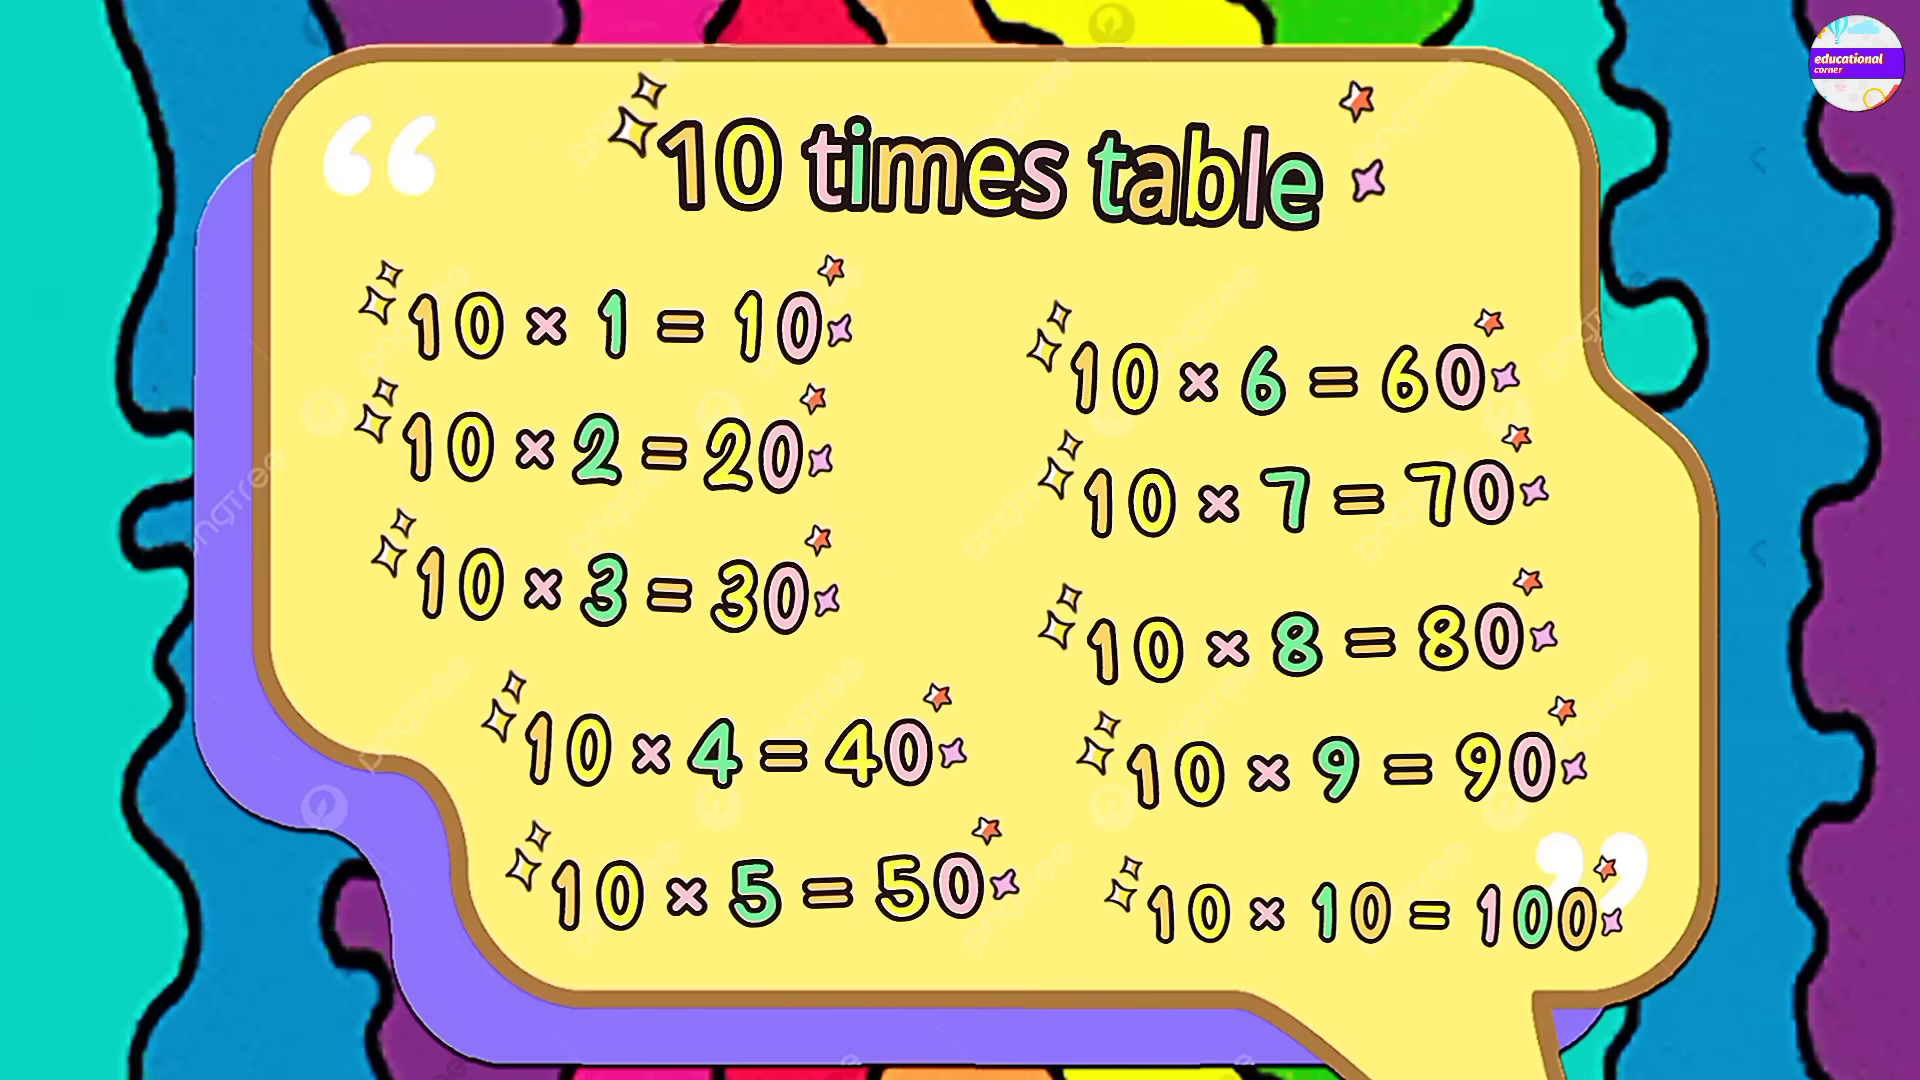 educational
corner
10 times table
10 × 1 = 10
10 × 2 = 20
10 × 3 = 30
10 × 4 = 40
10 × 5 = 50
10 × 6 = 60
10 × 7 = 70
10 × 8 = 80
10 × 9 = 90
10 × 10 = 100
pngtree